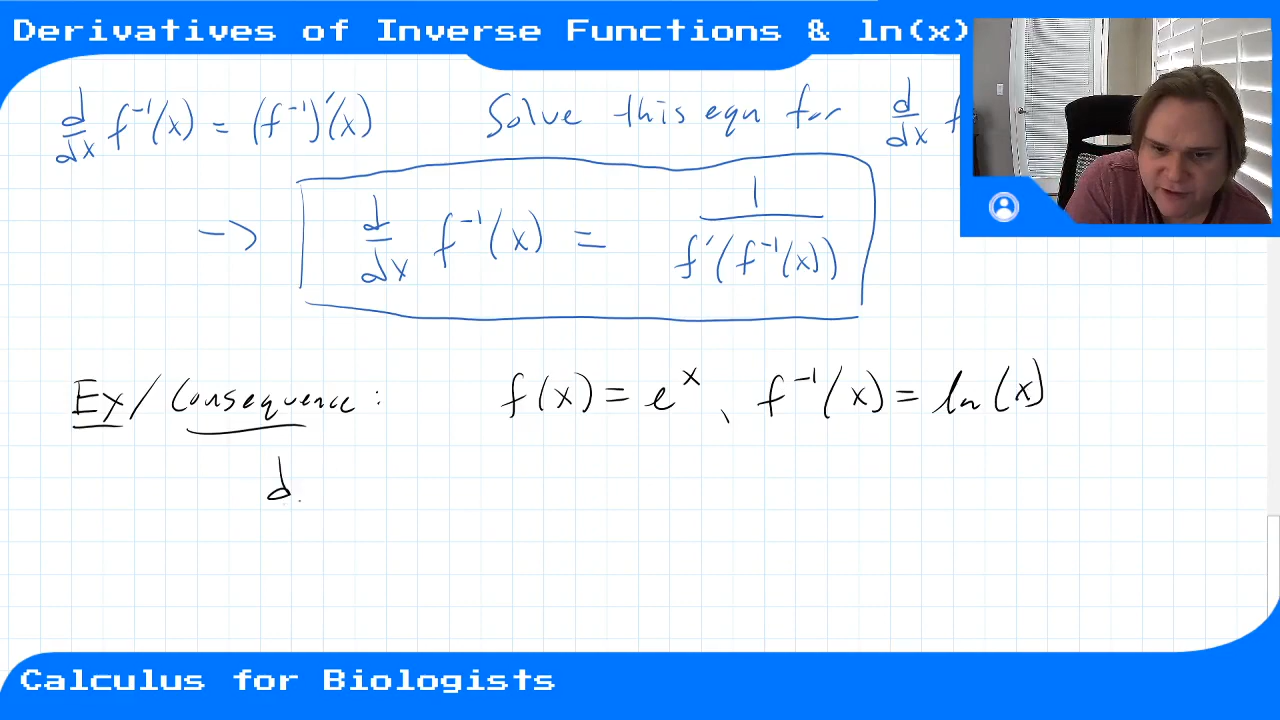 Derivatives of Inverse Functions & ln(x)
d/dx f⁻¹(x) = (f⁻¹)′(x) Solve this eqn for d/dx f
→ d/dx f⁻¹(x) = 1/f′(f⁻¹(x))
Ex/Consequence: f(x) = eˣ, f⁻¹(x) = ln(x)
d
Calculus for Biologists